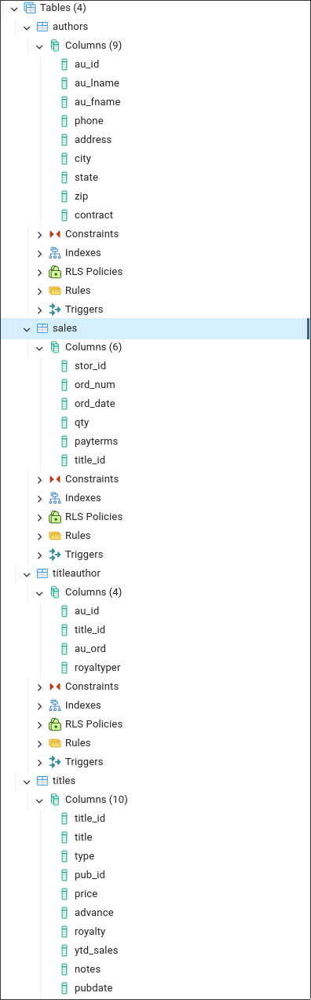 Tables (4)
authors
Columns (9)
au_id
au_lname
au_fname
phone
address
city
state
zip
contract
Constraints
Indexes
RLS Policies
Rules
Triggers
sales
Columns (6)
stor_id
ord_num
ord_date
qty
payterms
title_id
Constraints
Indexes
RLS Policies
Rules
Triggers
titleauthor
Columns (4)
au_id
title_id
au_ord
royaltyper
Constraints
Indexes
RLS Policies
Rules
Triggers
titles
Columns (10)
title_id
title
type
pub_id
price
advance
royalty
ytd_sales
notes
pubdate